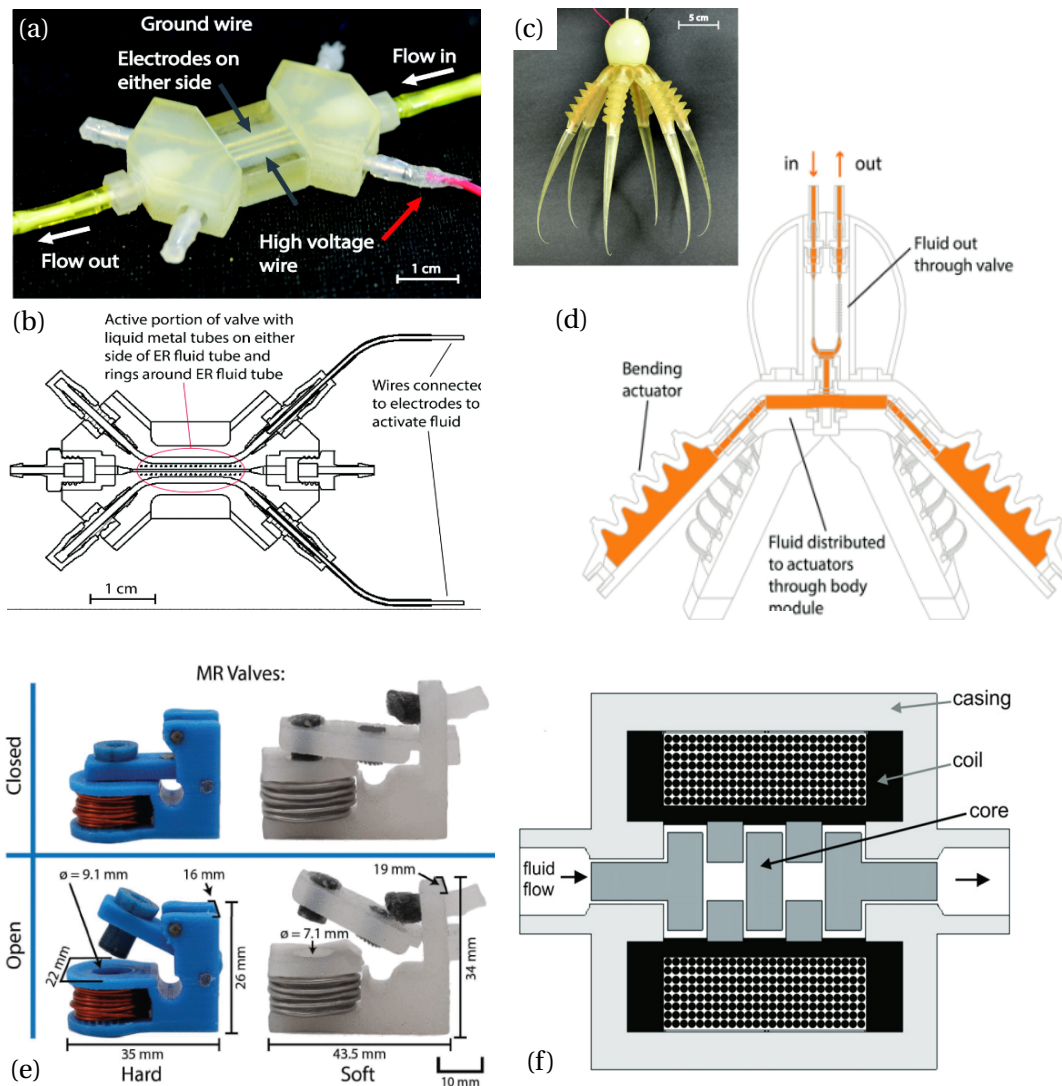 (a)
Ground wire
Electrodes on
either side
Flow in
Flow out
High voltage
wire
1 cm
(c)
5 cm
(b)
Active portion of valve with
liquid metal tubes on either
side of ER fluid tube and
rings around ER fluid tube
Wires connected
to electrodes to
activate fluid
1 cm
in
out
Fluid out
through valve
(d)
Bending
actuator
Fluid distributed
to actuators
through body
module
MR Valves:
Closed
Open
ø = 9.1 mm
16 mm
22 mm
26 mm
35 mm
Hard
19 mm
ø = 7.1 mm
34 mm
43.5 mm
Soft
10 mm
(e)
casing
coil
core
fluid
flow
(f)